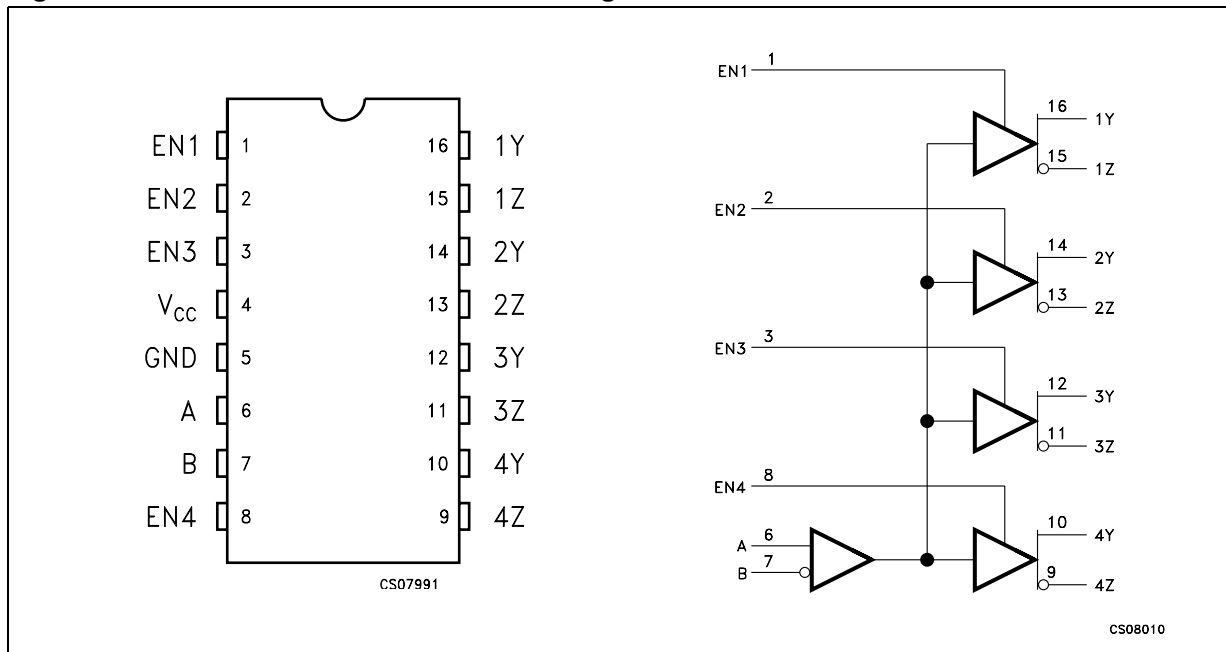 EN1 1 16 1Y
EN2 2 15 1Z
EN3 3 14 2Y
VCC 4 13 2Z
GND 5 12 3Y
A 6 11 3Z
B 7 10 4Y
EN4 8 9 4Z
CS07991
EN1 1
16 1Y
15 1Z
EN2 2
14 2Y
13 2Z
EN3 3
12 3Y
11 3Z
EN4 8
10 4Y
A 6
B 7
9 4Z
CS08010